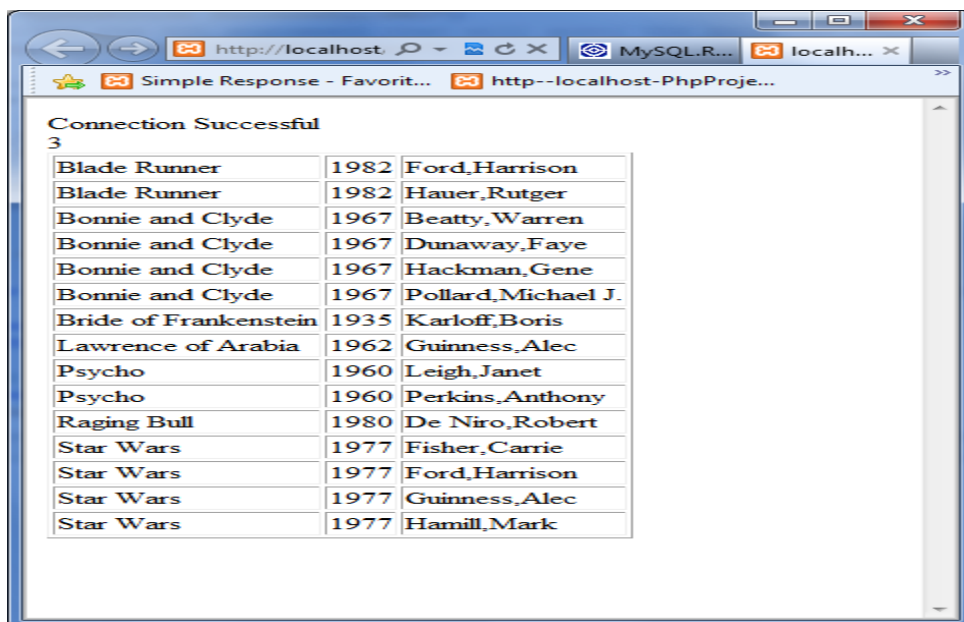 http://localhost MySQL.R... localh...
Simple Response - Favorit... http--localhost-PhpProje...
Connection Successful
3
Blade Runner 1982 Ford,Harrison
Blade Runner 1982 Hauer,Rutger
Bonnie and Clyde 1967 Beatty,Warren
Bonnie and Clyde 1967 Dunaway,Faye
Bonnie and Clyde 1967 Hackman,Gene
Bonnie and Clyde 1967 Pollard,Michael J.
Bride of Frankenstein 1935 Karloff,Boris
Lawrence of Arabia 1962 Guinness,Alec
Psycho 1960 Leigh,Janet
Psycho 1960 Perkins,Anthony
Raging Bull 1980 De Niro,Robert
Star Wars 1977 Fisher,Carrie
Star Wars 1977 Ford,Harrison
Star Wars 1977 Guinness,Alec
Star Wars 1977 Hamill,Mark